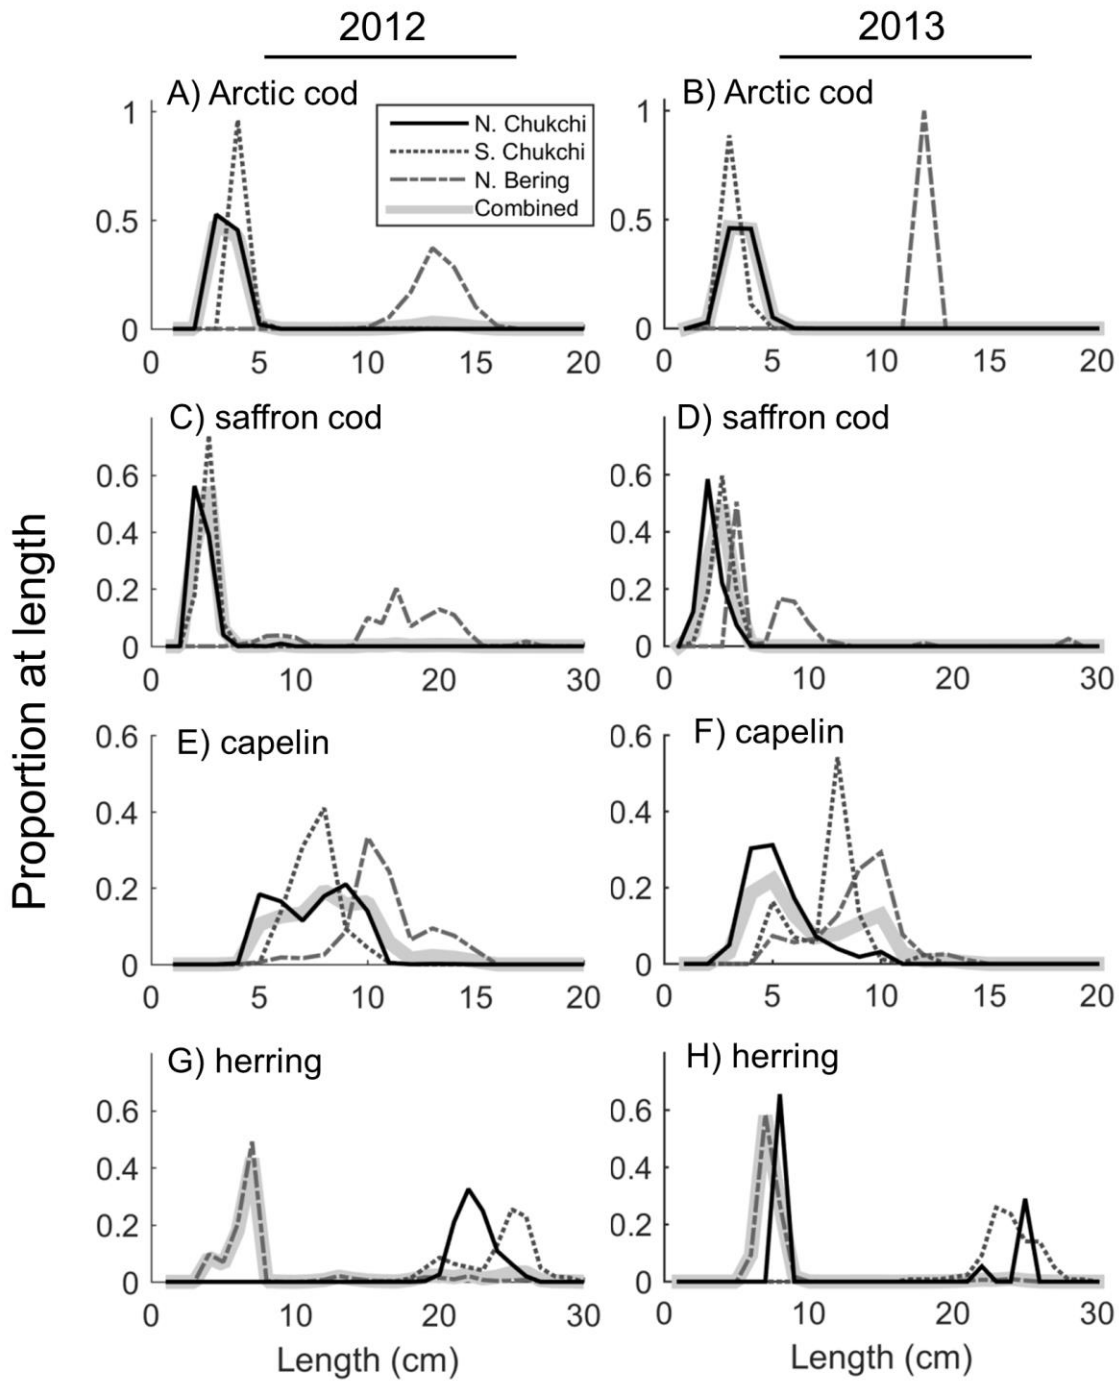 2012
2013
A) Arctic cod
B) Arctic cod
N. Chukchi
S. Chukchi
N. Bering
Combined
1
0.5
0
0 5 10 15 20
1
0.5
0
0 5 10 15 20
C) saffron cod
D) saffron cod
0.6
0.4
0.2
0
0 10 20 30
0.6
0.4
0.2
0
0 10 20 30
Proportion at length
E) capelin
F) capelin
0.6
0.4
0.2
0
0 5 10 15 20
0.6
0.4
0.2
0
0 5 10 15 20
G) herring
H) herring
0.6
0.4
0.2
0
0 10 20 30
0.6
0.4
0.2
0
0 10 20 30
Length (cm)
Length (cm)